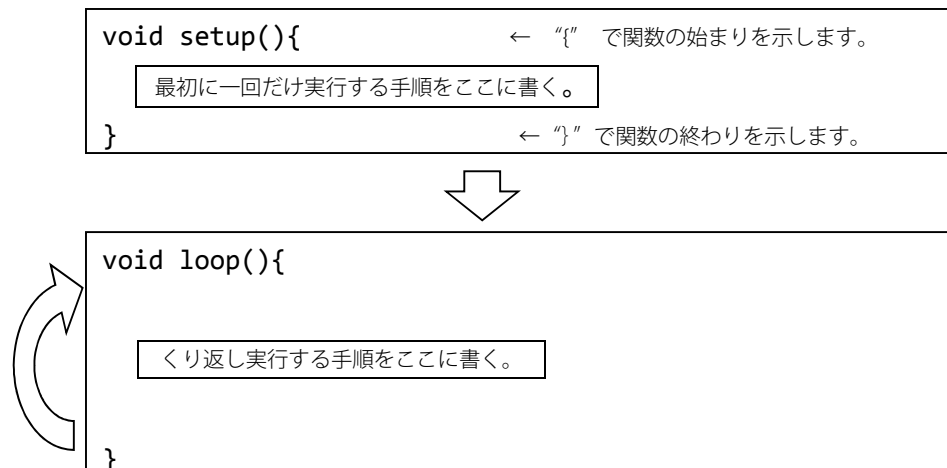 void setup(){ ← “{” で関数の始まりを示します。
最初に一回だけ実行する手順をここに書く。
} ← “}” で関数の終わりを示します。
void loop(){
くり返し実行する手順をここに書く。
}